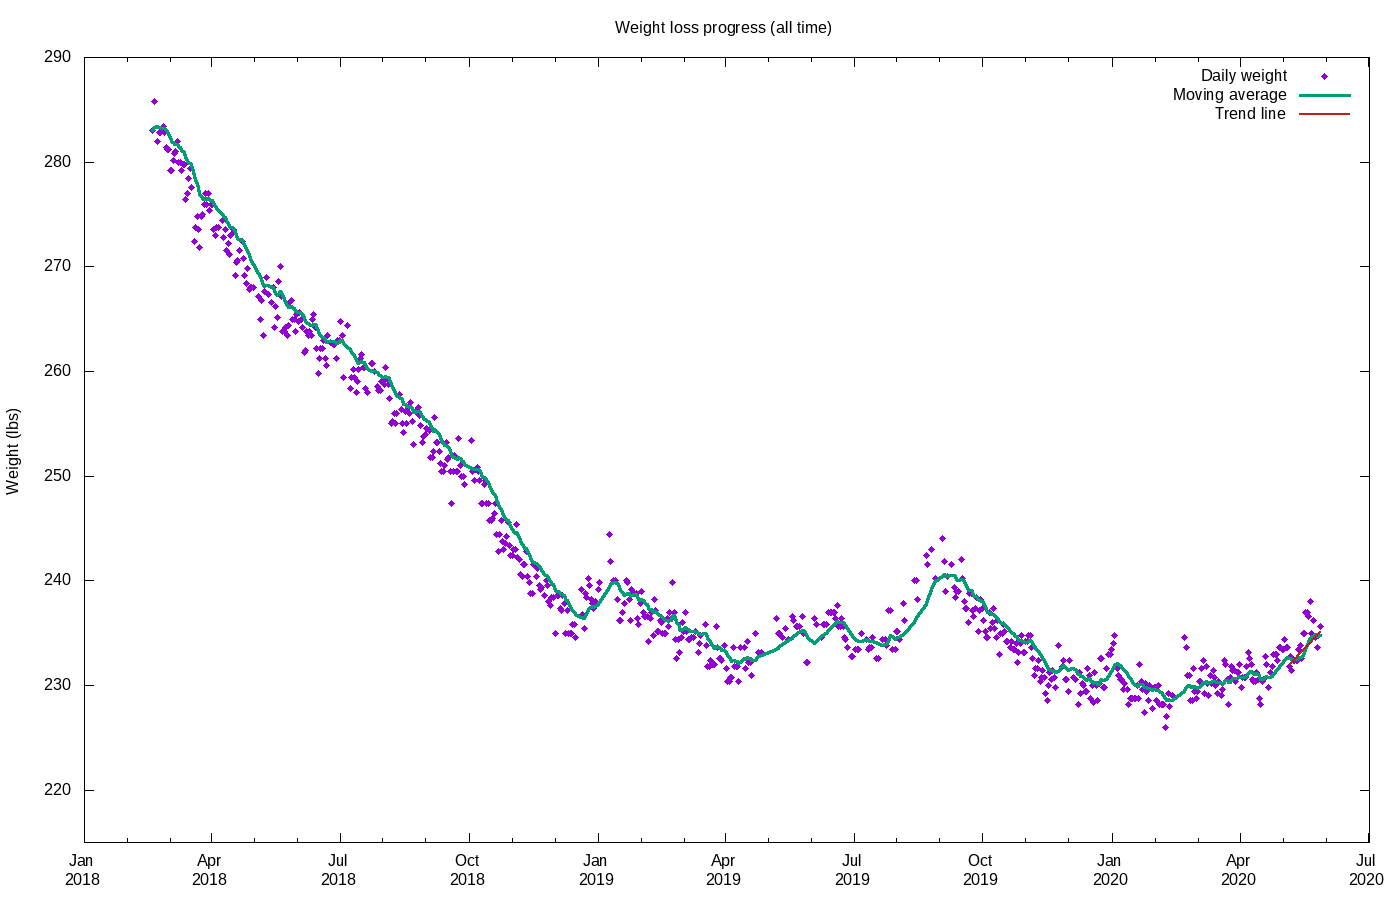 Weight loss progress (all time)
Daily weight
Moving average
Trend line
Weight (lbs)
290
280
270
260
250
240
230
220
Jan Apr Jul Oct Jan Apr Jul Oct Jan Apr Jul
2018 2018 2018 2018 2019 2019 2019 2019 2020 2020 2020